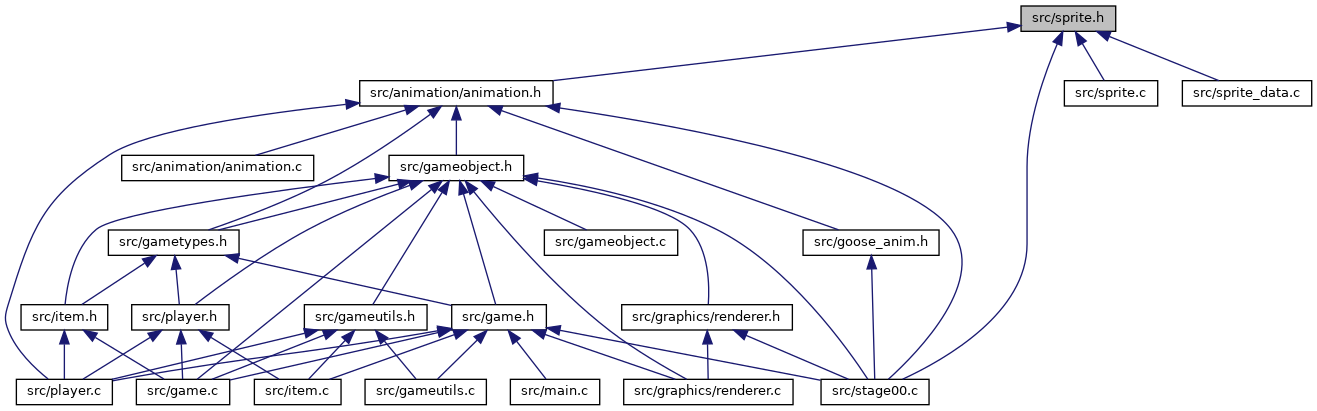 src/sprite.h
src/animation/animation.h
src/sprite.c
src/sprite_data.c
src/animation/animation.c
src/gameobject.h
src/gametypes.h
src/gameobject.c
src/goose_anim.h
src/item.h
src/player.h
src/gameutils.h
src/game.h
src/graphics/renderer.h
src/player.c
src/game.c
src/item.c
src/gameutils.c
src/main.c
src/graphics/renderer.c
src/stage00.c